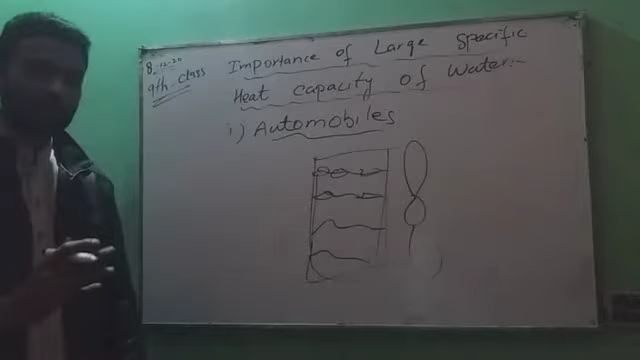 8-12-20
9th-class
Importance of Large Specific
Heat capacity of Water:-
i) Automobiles